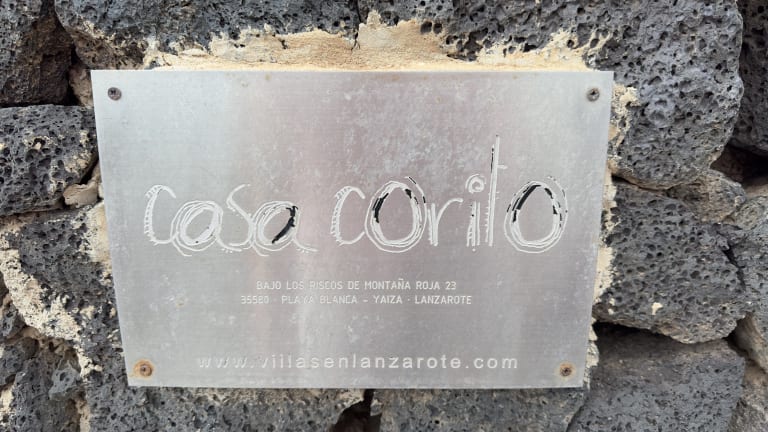 casa corito
BAJO LOS RISCOS DE MONTAÑA ROJA 23
35580 · PLAYA BLANCA - YAIZA · LANZAROTE
www.villasenlanzarote.com